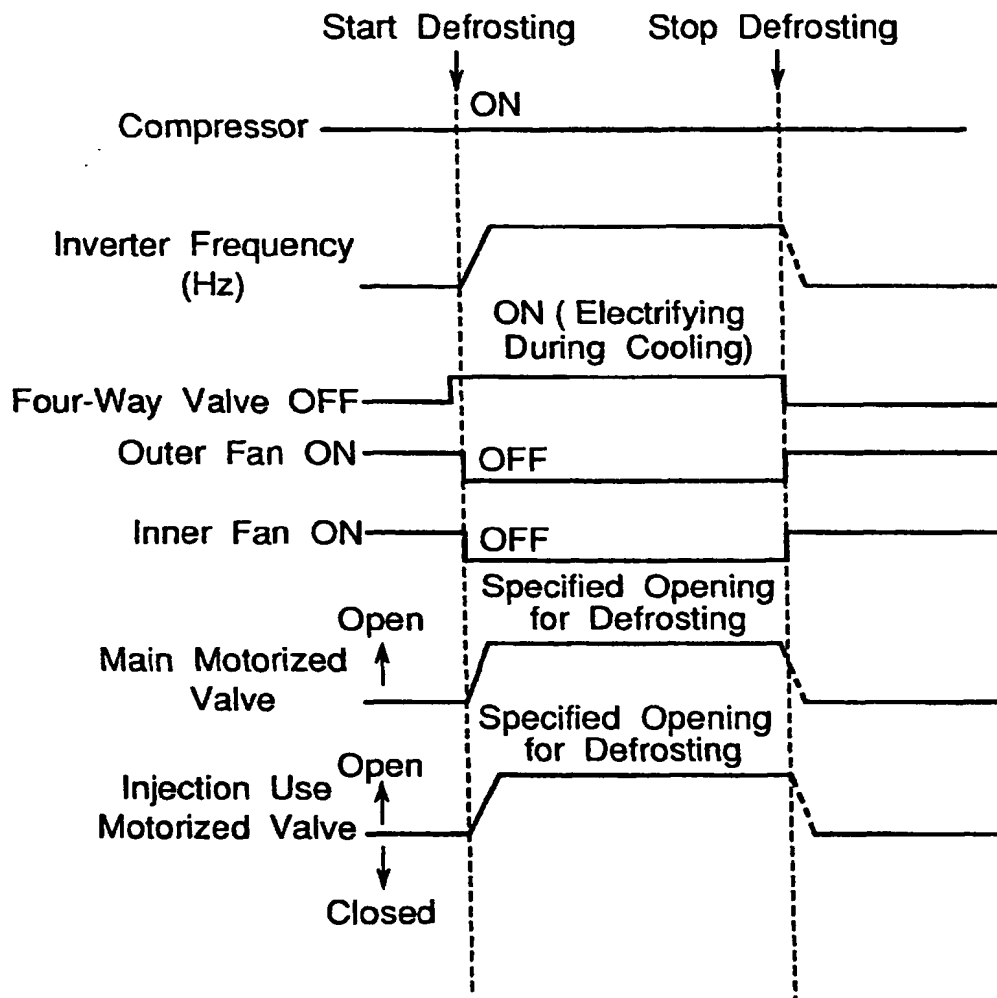 Start Defrosting
Stop Defrosting
ON
Compressor
Inverter Frequency
(Hz)
ON ( Electrifying
During Cooling)
Four-Way Valve OFF
Outer Fan ON
OFF
Inner Fan ON
OFF
Specified Opening
for Defrosting
Open
Main Motorized
Valve
Specified Opening
for Defrosting
Open
Injection Use
Motorized Valve
Closed